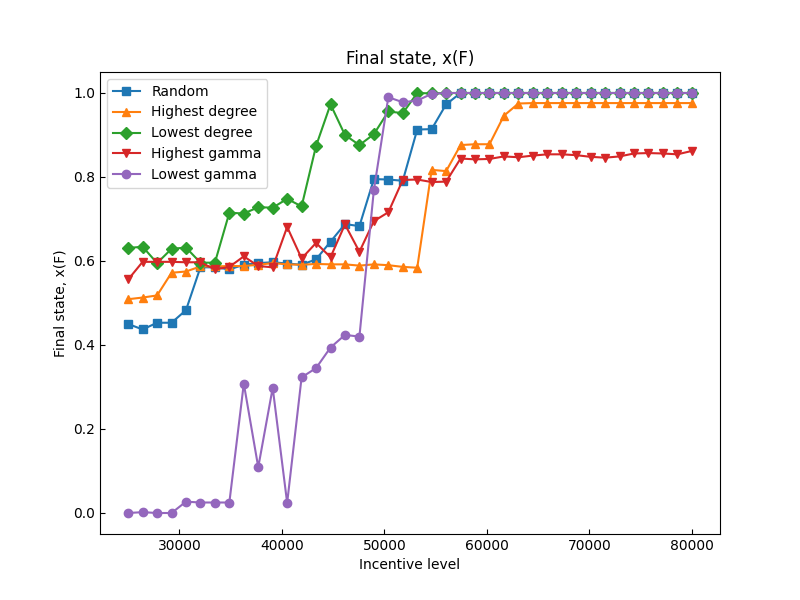 Final state, x(F)
Random
Highest degree
Lowest degree
Highest gamma
Lowest gamma
1.0
0.8
0.6
0.4
0.2
0.0
Final state, x(F)
30000 40000 50000 60000 70000 80000
Incentive level